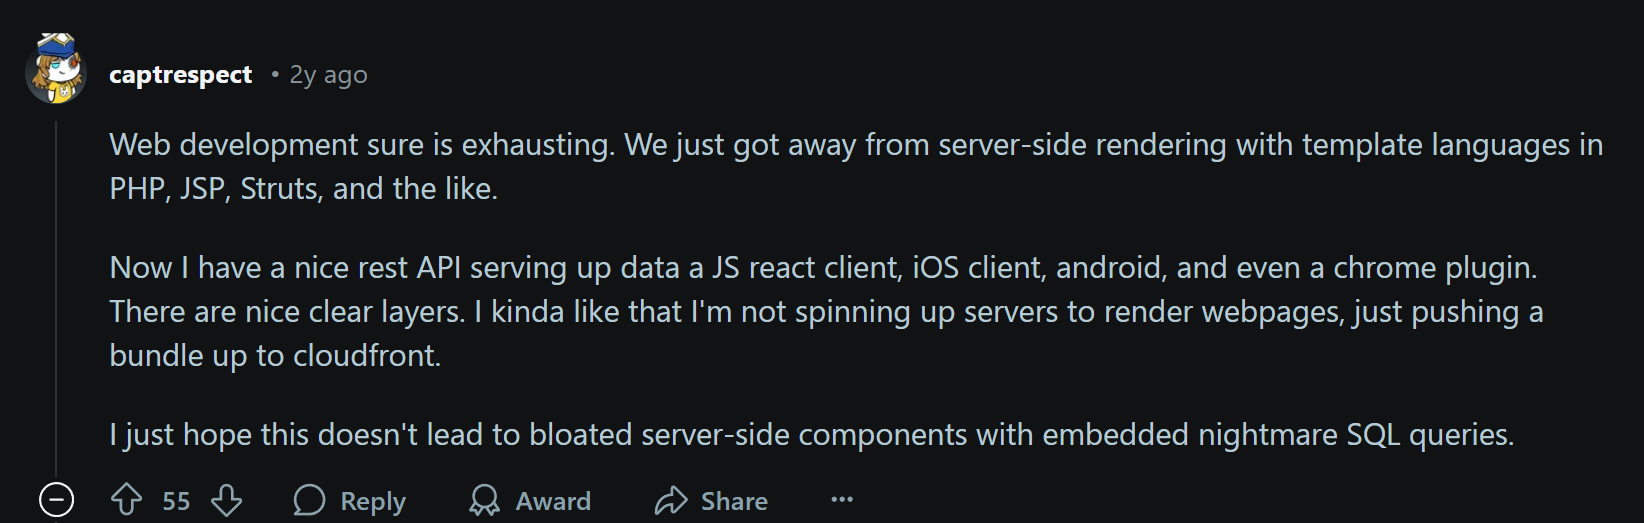 captrespect • 2y ago
Web development sure is exhausting. We just got away from server-side rendering with template languages in
PHP, JSP, Struts, and the like.
Now I have a nice rest API serving up data a JS react client, iOS client, android, and even a chrome plugin.
There are nice clear layers. I kinda like that I'm not spinning up servers to render webpages, just pushing a
bundle up to cloudfront.
I just hope this doesn't lead to bloated server-side components with embedded nightmare SQL queries.
55 Reply Award Share ...